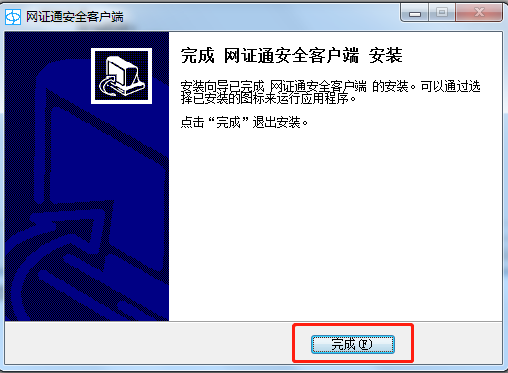 网证通安全客户端
完成 网证通安全客户端 安装
安装向导已完成 网证通安全客户端 的安装。可以通过选
择已安装的图标来运行应用程序。
点击“完成”退出安装。
完成(F)